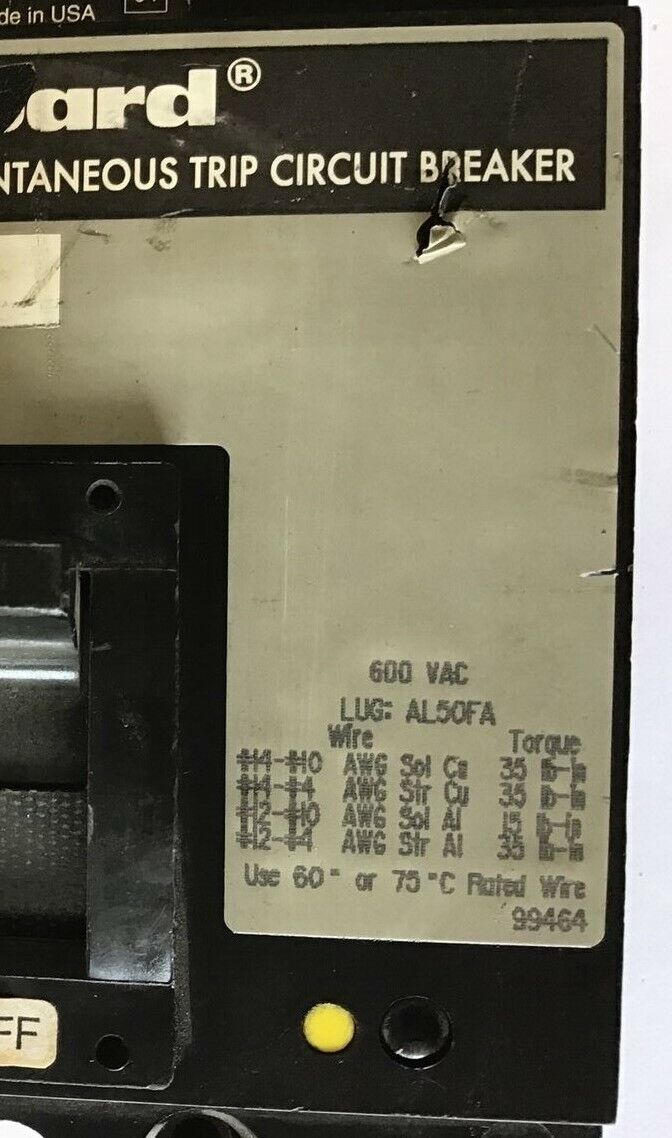 de in USA
ard®
NTANEOUS TRIP CIRCUIT BREAKER
600 VAC
LUG: AL50FA
Wire Torque
#14-#10 AWG Sol Cu 35 lb-in
#14-#4 AWG Str Cu 35 lb-in
#12-#10 AWG Sol Al lb-in
#12-#4 AWG Str Al 35 lb-in
Use 60° or 75°C Rated Wire
99464
FF